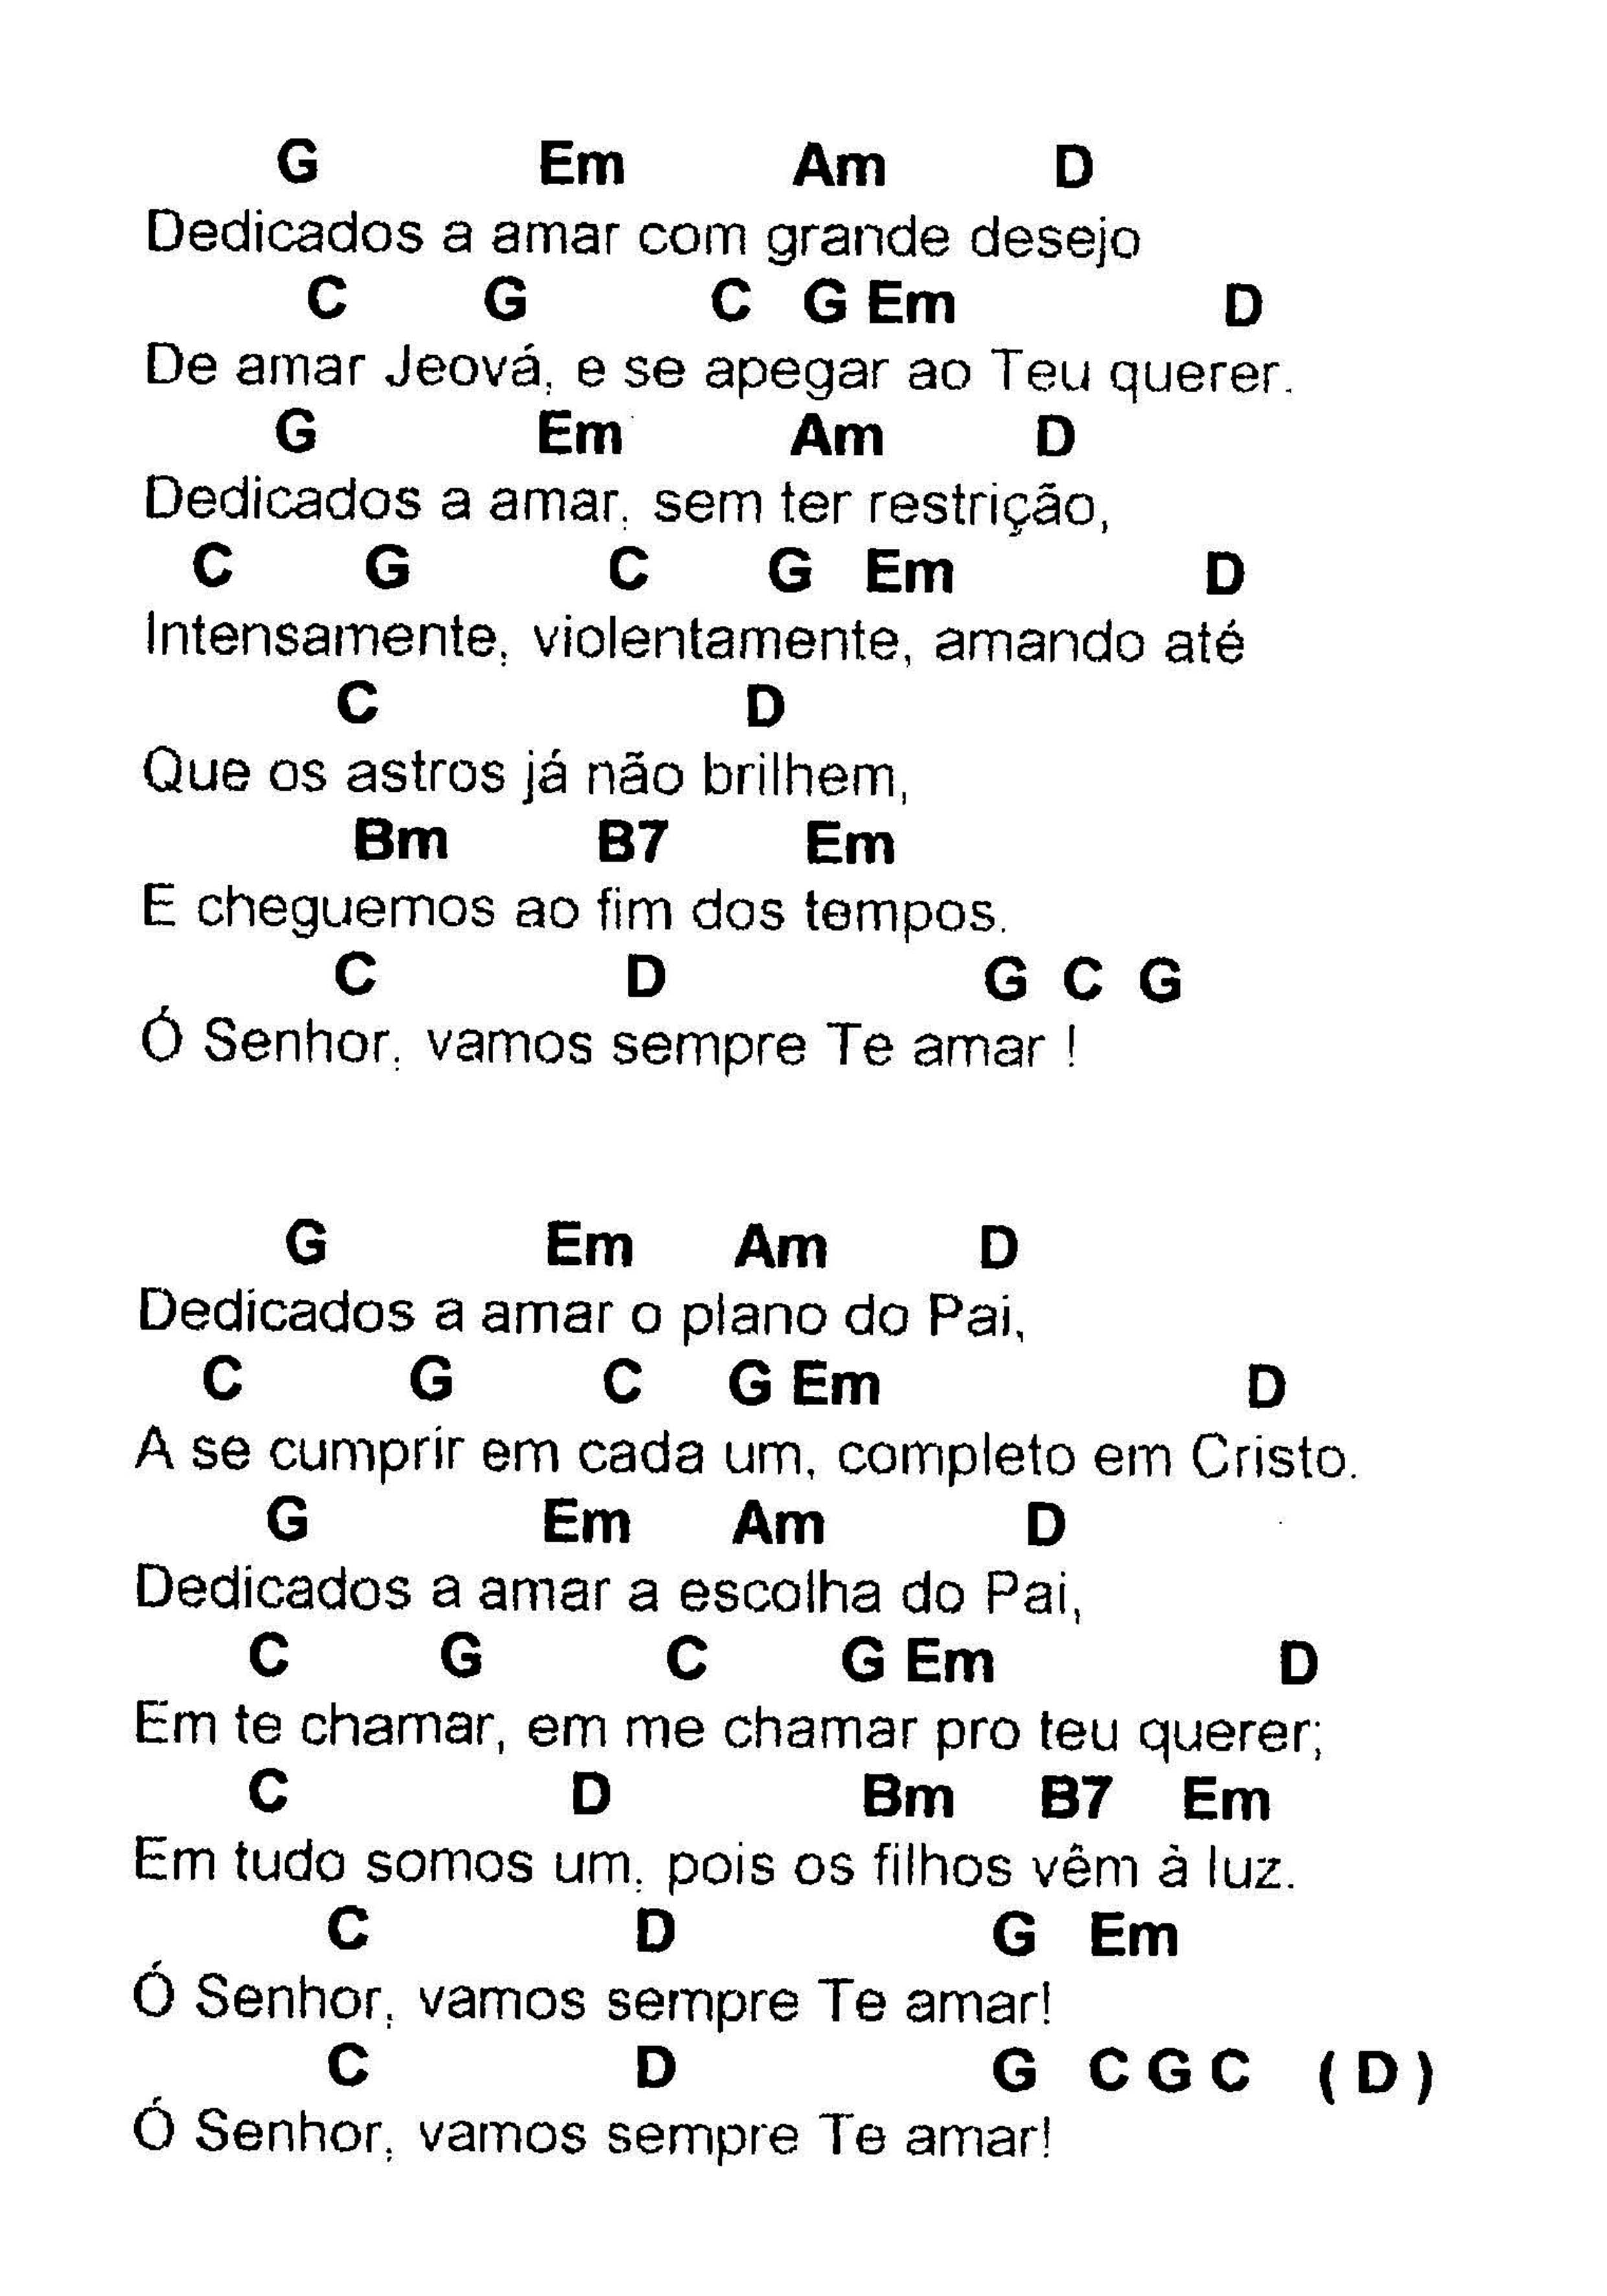 G Em Am D
Dedicados a amar com grande desejo
C G C G Em D
De amar Jeová, e se apegar ao Teu querer.
G Em Am D
Dedicados a amar, sem ter restrição,
C G C G Em D
Intensamente, violentamente, amando até
C D
Que os astros já não brilhem,
Bm B7 Em
E cheguemos ao fim dos tempos.
C D G C G
Ó Senhor, vamos sempre Te amar !
G Em Am D
Dedicados a amar o plano do Pai,
C G C G Em D
A se cumprir em cada um, completo em Cristo.
G Em Am D
Dedicados a amar a escolha do Pai,
C G C G Em D
Em te chamar, em me chamar pro teu querer;
C D Bm B7 Em
Em tudo somos um, pois os filhos vêm à luz.
C D G Em
Ó Senhor, vamos sempre Te amar!
C D G C G C ( D )
Ó Senhor, vamos sempre Te amar!